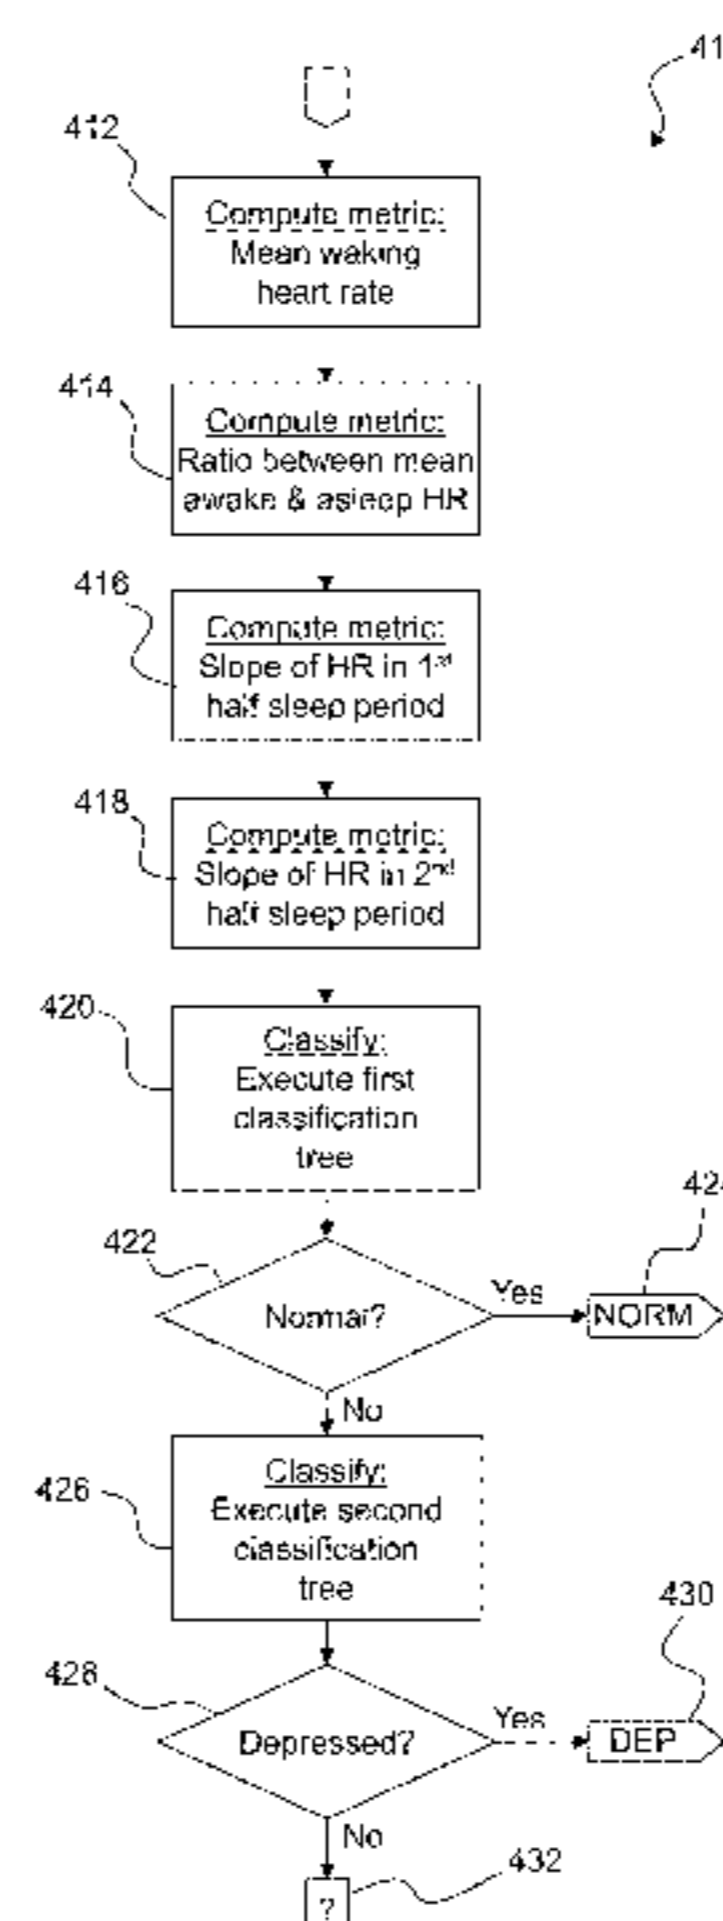 412
Compute metric:
Mean waking
heart rate
414
Compute metric:
Ratio between mean
awake & asleep HR
416
Compute metric:
Slope of HR in 1st
half sleep period
418
Compute metric:
Slope of HR in 2nd
half sleep period
420
Classify:
Execute first
classification
tree
422
Normal?
Yes
NORM
No
426
Classify:
Execute second
classification
tree
428
Depressed?
Yes
430
DEP
No
432
?